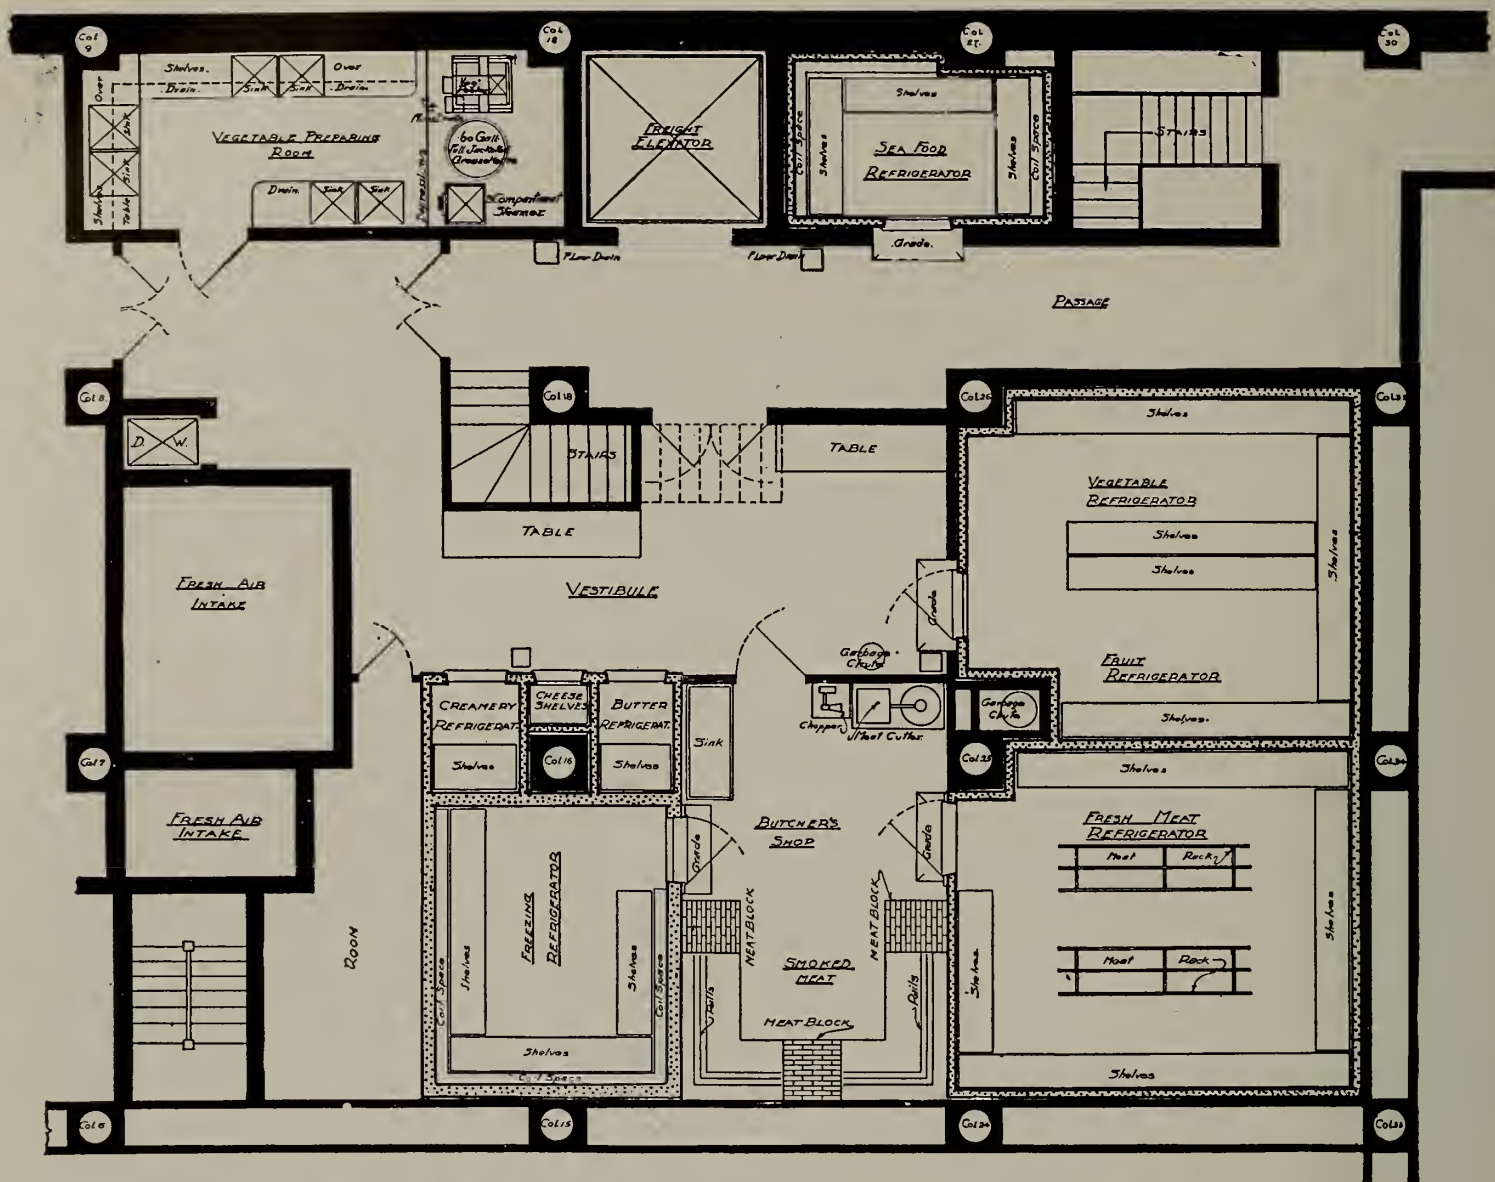 Col 9
Col 18
Col 27.
Col 30
Shelves.
Over
Drain.
Sink
Sink
Drain.
Over
Sink
Sink
Shelves
Table
VEGETABLE PREPARING
ROOM
Drain.
Sink
Sink
60 Gall.
Compartment
Steamer
FREIGHT
ELEVATOR
Coil Space
Shelves
Shelves
SEA FOOD
REFRIGERATOR
Shelves
Coil Space
STAIRS
Grade.
Floor Drain
Floor Drain
PASSAGE
Col 8.
Col 18
Col 26
D. W.
STAIRS
TABLE
TABLE
Shelves
VEGETABLE
REFRIGERATOR
Shelves
Shelves
Shelves
FRESH AIR
INTAKE
VESTIBULE
Grade
Garbage
Chute
FRUIT
REFRIGERATOR
Shelves.
Garbage
Chute
CREAMERY
REFRIGERAT.
Shelves
CHEESE
SHELVES
Col 16
BUTTER
REFRIGERAT.
Shelves
Sink
Chopper
Meat Cutter.
Col 7
Col 25
Col 34
FRESH AIR
INTAKE
Shelves
FRESH MEAT
REFRIGERATOR
Meat
Rack
Meat
Rack
Shelves
Shelves
Shelves
BUTCHER'S
SHOP
Grade
Grade
MEAT BLOCK
MEAT BLOCK
SMOKED
MEAT
MEAT BLOCK
Rails
Rails
FREEZING
REFRIGERATOR
Coil Space
Shelves
Shelves
Coil Space
Shelves
Coil Space
ROOM
Col 6
Col 15
Col 24
Col 33